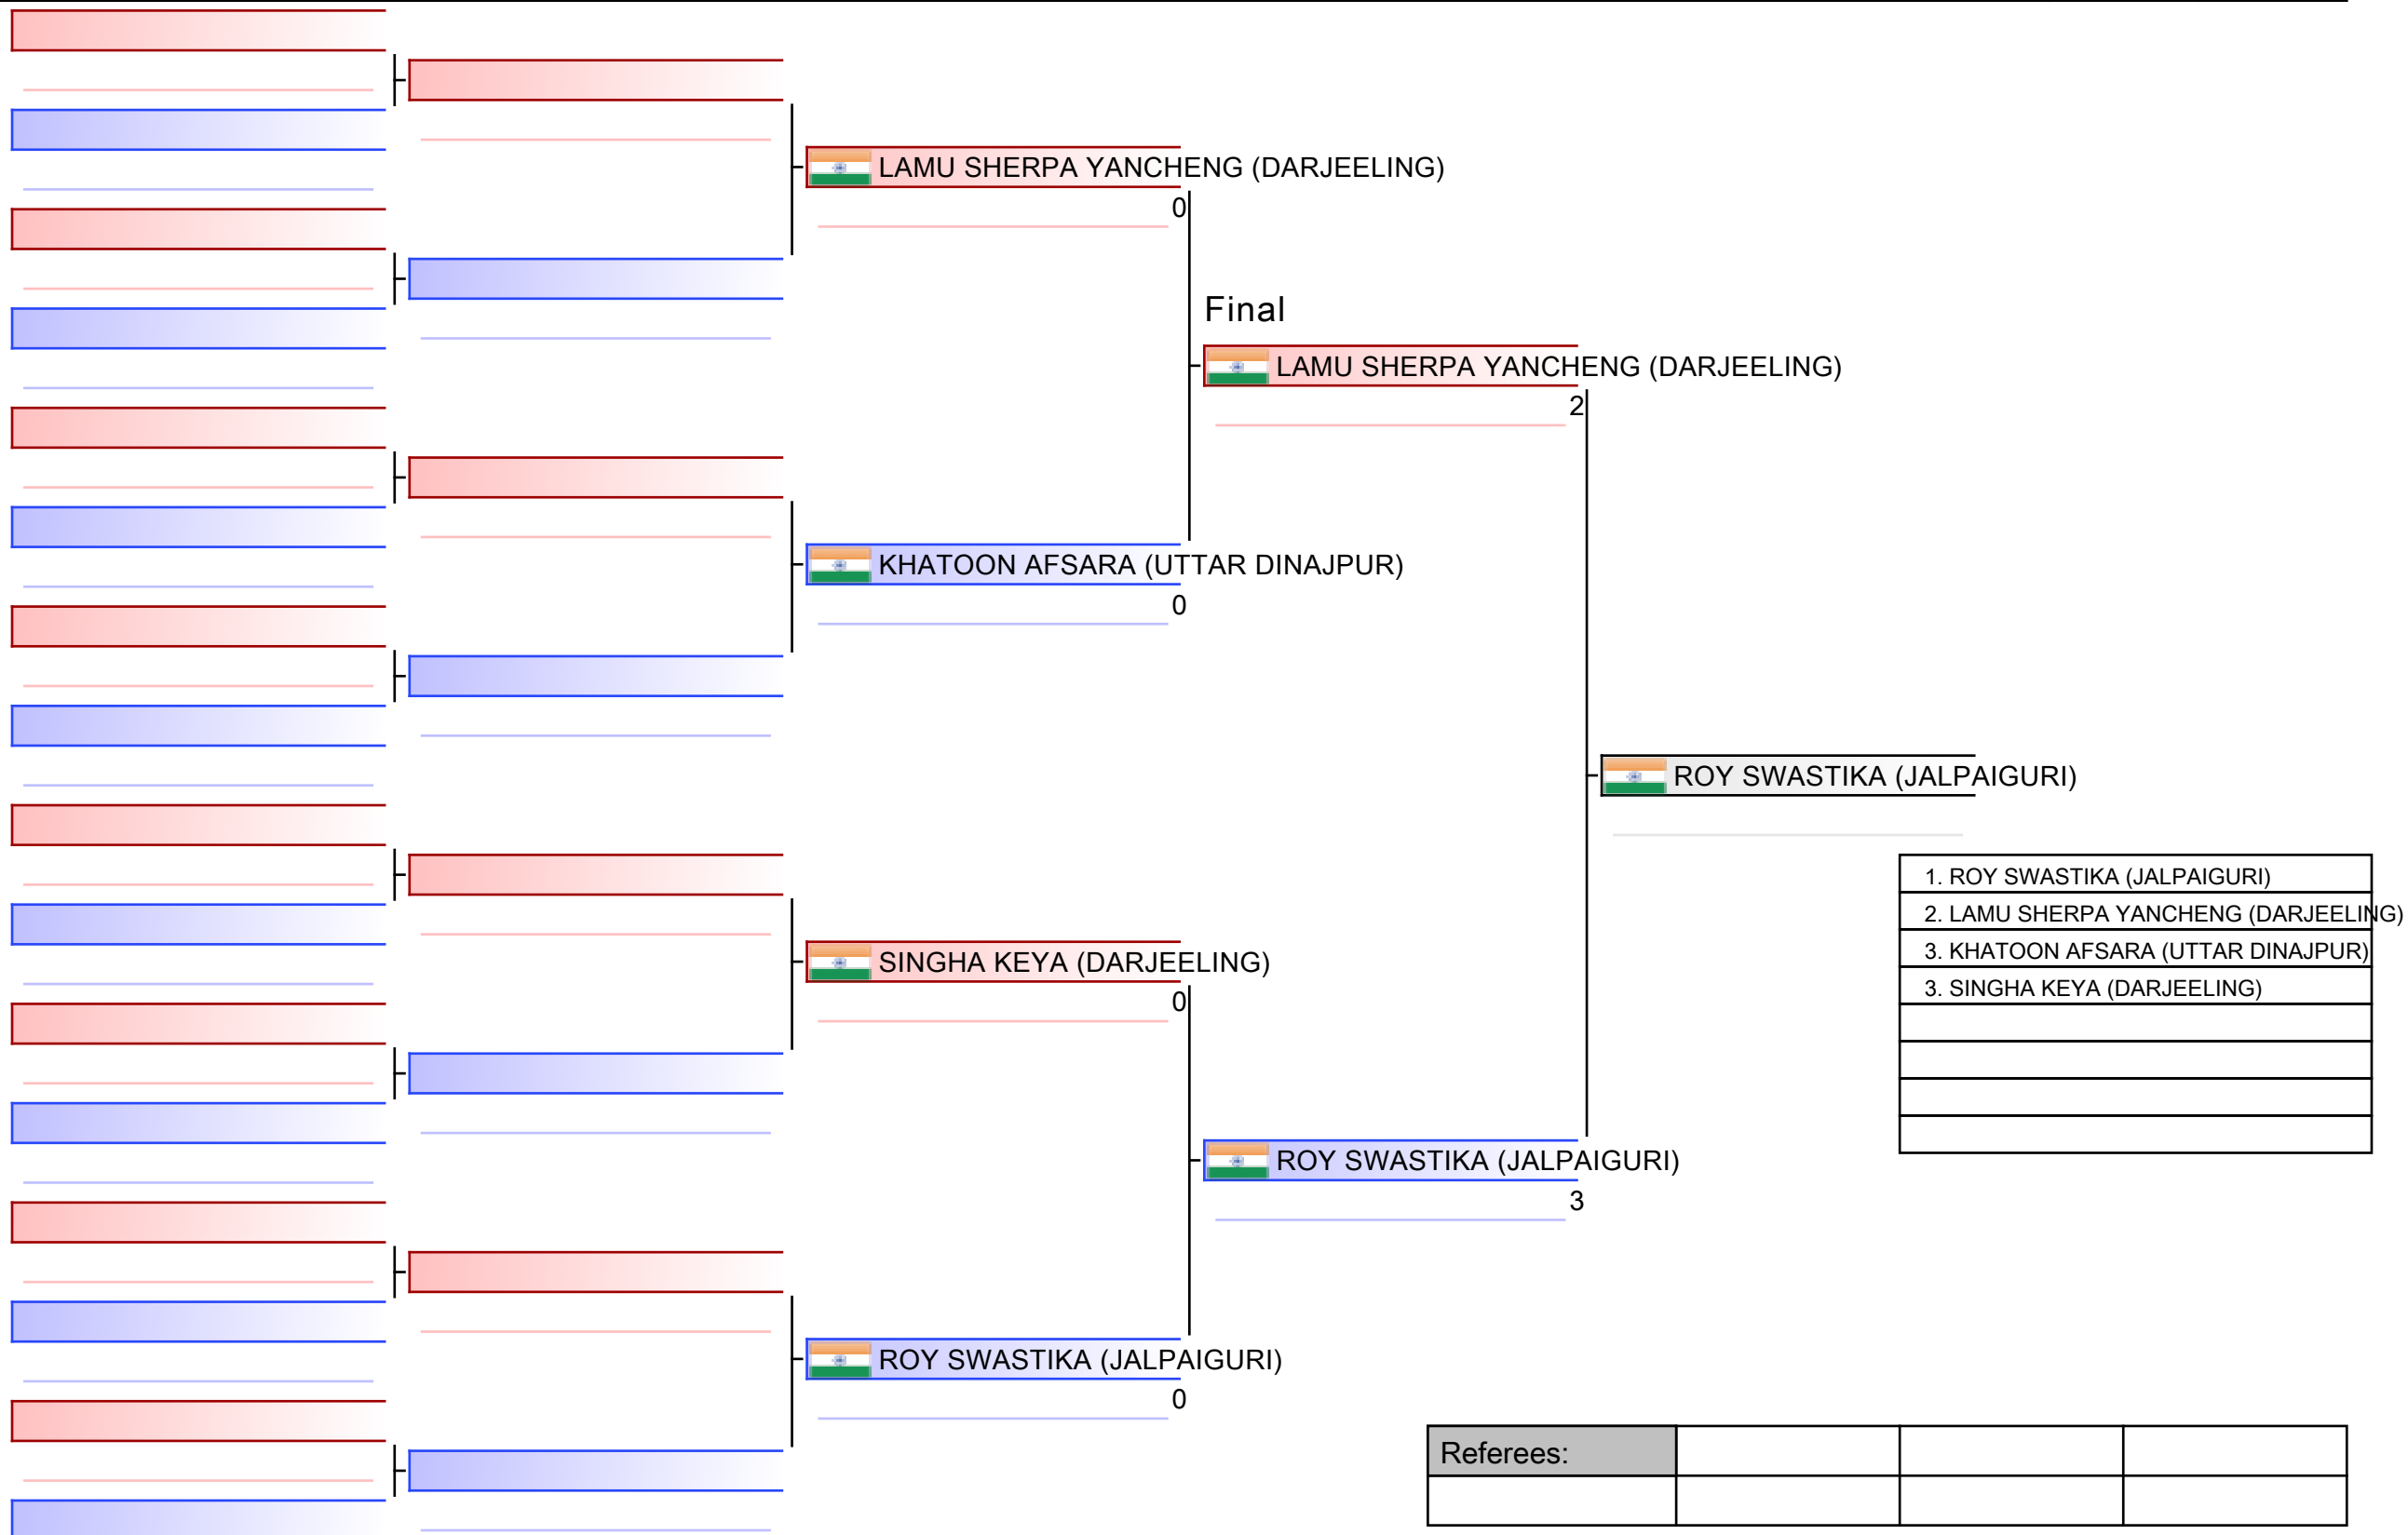 LAMU SHERPA YANCHENG (DARJEELING)
0
Final
LAMU SHERPA YANCHENG (DARJEELING)
2
KHATOON AFSARA (UTTAR DINAJPUR)
0
ROY SWASTIKA (JALPAIGURI)
1. ROY SWASTIKA (JALPAIGURI)
2. LAMU SHERPA YANCHENG (DARJEELING)
3. KHATOON AFSARA (UTTAR DINAJPUR)
3. SINGHA KEYA (DARJEELING)
SINGHA KEYA (DARJEELING)
0
ROY SWASTIKA (JALPAIGURI)
3
ROY SWASTIKA (JALPAIGURI)
0
Referees: